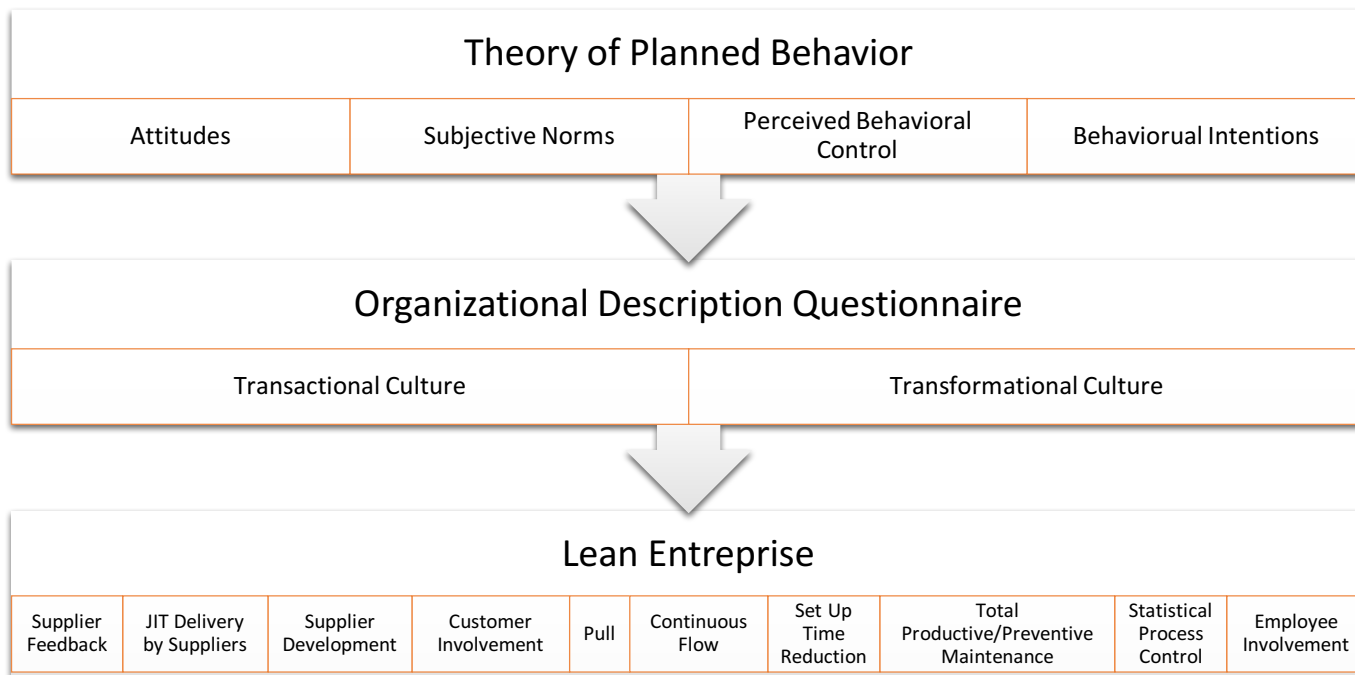 Theory of Planned Behavior
Attitudes
Subjective Norms
Perceived Behavioral
Control
Behaviorual Intentions
Organizational Description Questionnaire
Transactional Culture
Transformational Culture
Lean Entreprise
Supplier
Feedback
JIT Delivery
by Suppliers
Supplier
Development
Customer
Involvement
Pull
Continuous
Flow
Set Up
Time
Reduction
Total
Productive/Preventive
Maintenance
Statistical
Process
Control
Employee
Involvement